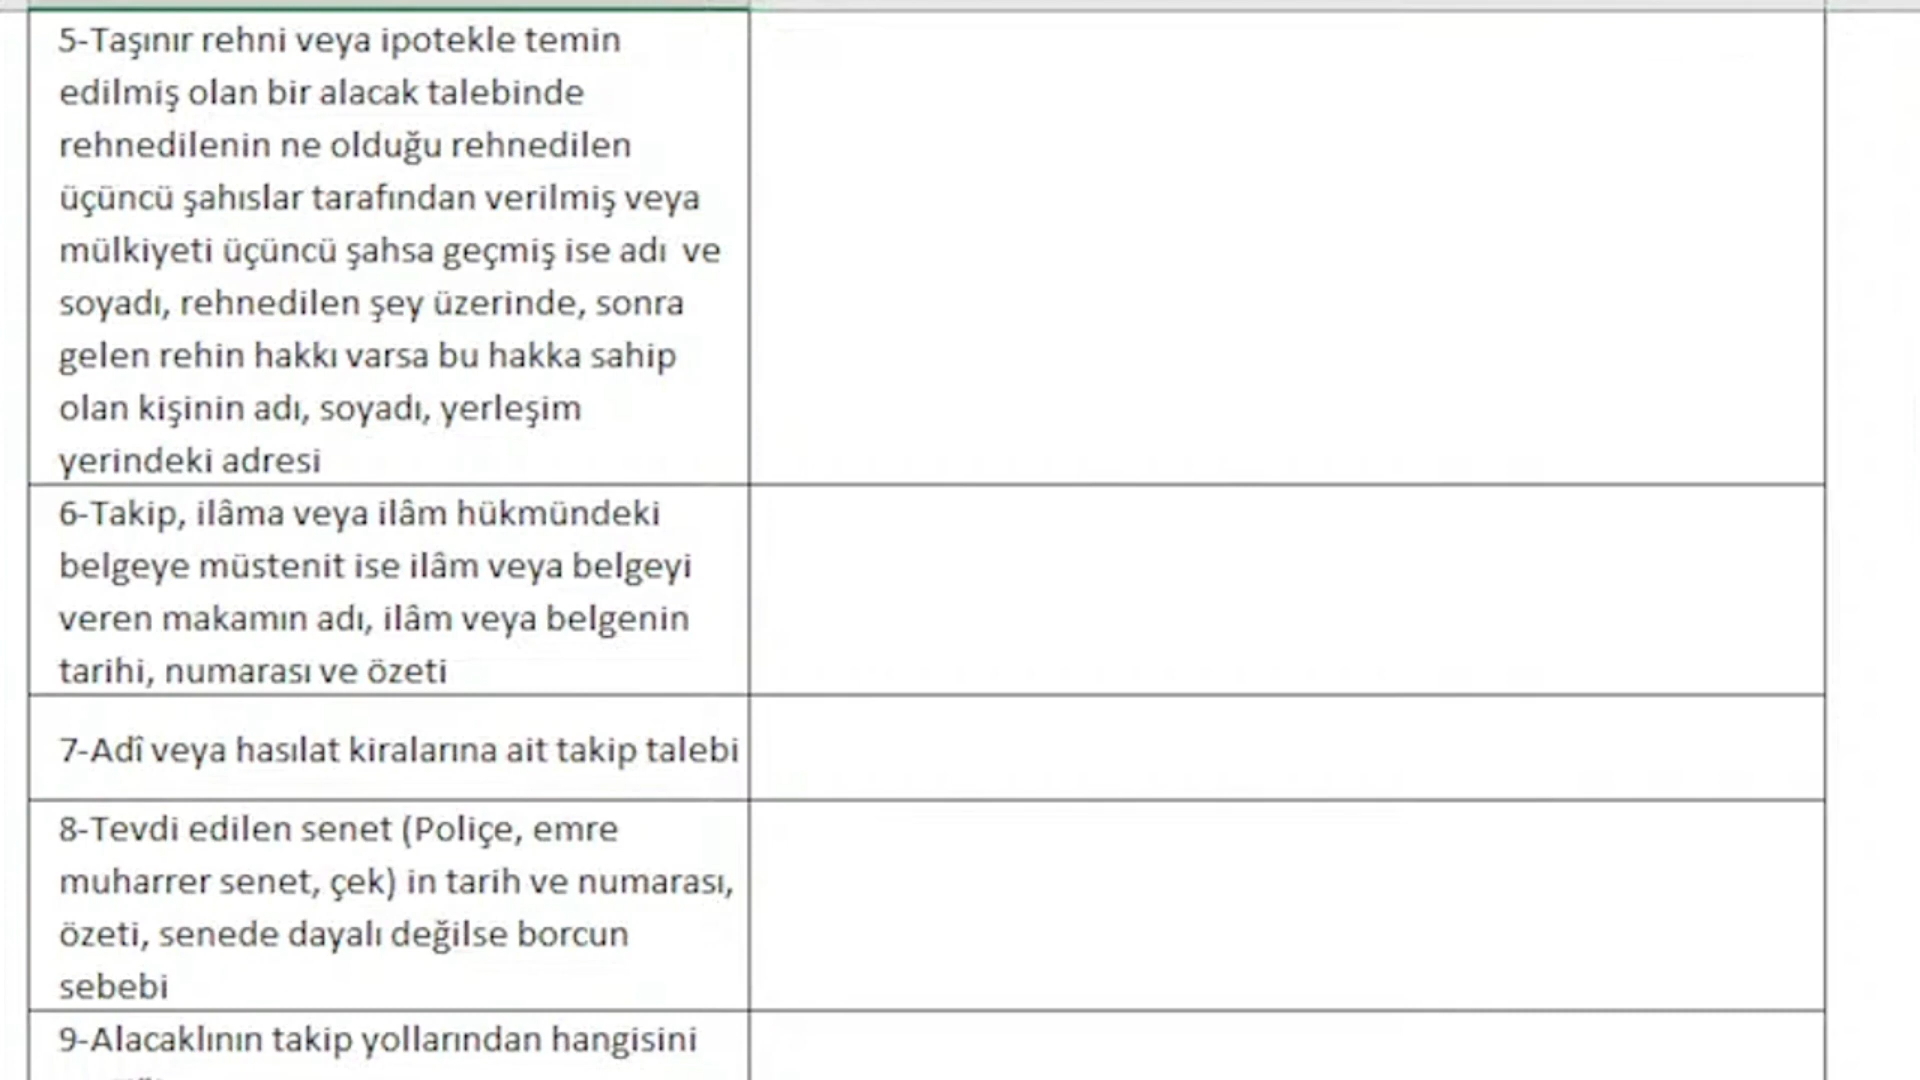 5-Taşınır rehni veya ipotekle temin
edilmiş olan bir alacak talebinde
rehnedilenin ne olduğu rehnedilen
üçüncü şahıslar tarafından verilmiş veya
mülkiyeti üçüncü şahsa geçmiş ise adı ve
soyadı, rehnedilen şey üzerinde, sonra
gelen rehin hakkı varsa bu hakka sahip
olan kişinin adı, soyadı, yerleşim
yerindeki adresi
6-Takip, ilâma veya ilâm hükmündeki
belgeye müstenit ise ilâm veya belgeyi
veren makamın adı, ilâm veya belgenin
tarihi, numarası ve özeti
7-Adî veya hasılat kiralarına ait takip talebi
8-Tevdi edilen senet (Poliçe, emre
muharrer senet, çek) in tarih ve numarası,
özeti, senede dayalı değilse borcun
sebebi
9-Alacaklının takip yollarından hangisini